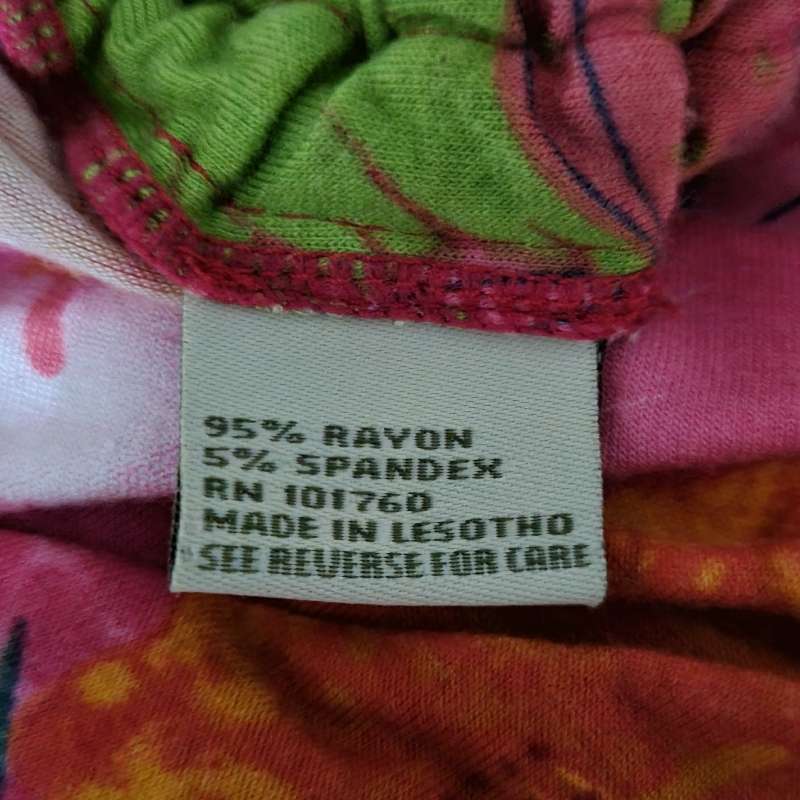 95% RAYON
5% SPANDEX
RN 101760
MADE IN LESOTHO
SEE REVERSE FOR CARE